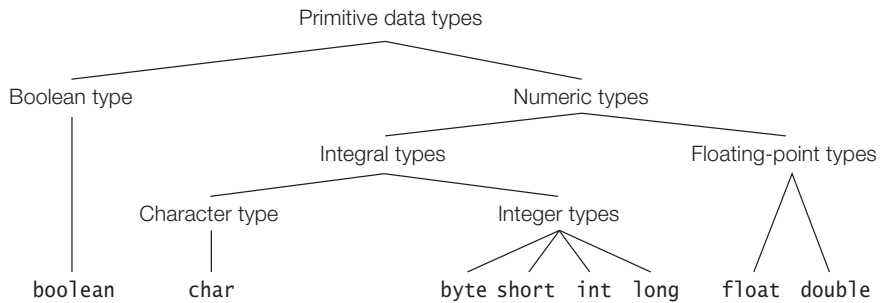 Primitive data types
Boolean type Numeric types
Integral types Floating-point types
Character type Integer types
boolean char byte short int long float double